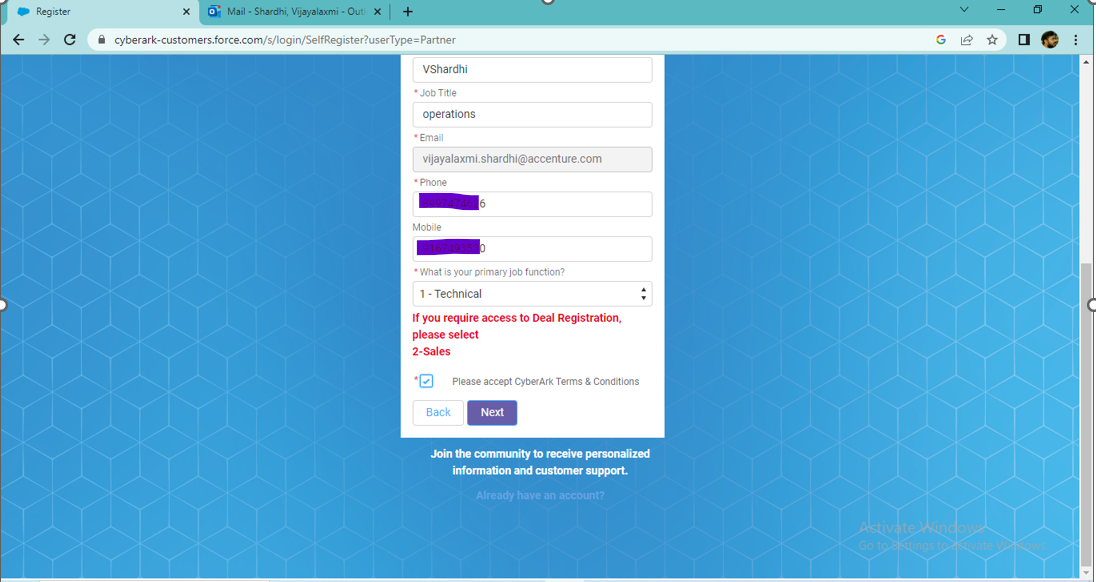 Register
Mail - Shardhi, Vijayalaxmi - Out
cyberark-customers.force.com/s/login/SelfRegister?userType=Partner
VShardhi
* Job Title
operations
* Email
vijayalaxmi.shardhi@accenture.com
* Phone
6
Mobile
0
* What is your primary job function?
1 - Technical
If you require access to Deal Registration,
please select
2-Sales
* Please accept CyberArk Terms & Conditions
Back Next
Join the community to receive personalized
information and customer support.
Already have an account?
Activate Windows
Go to Settings to activate Windows.